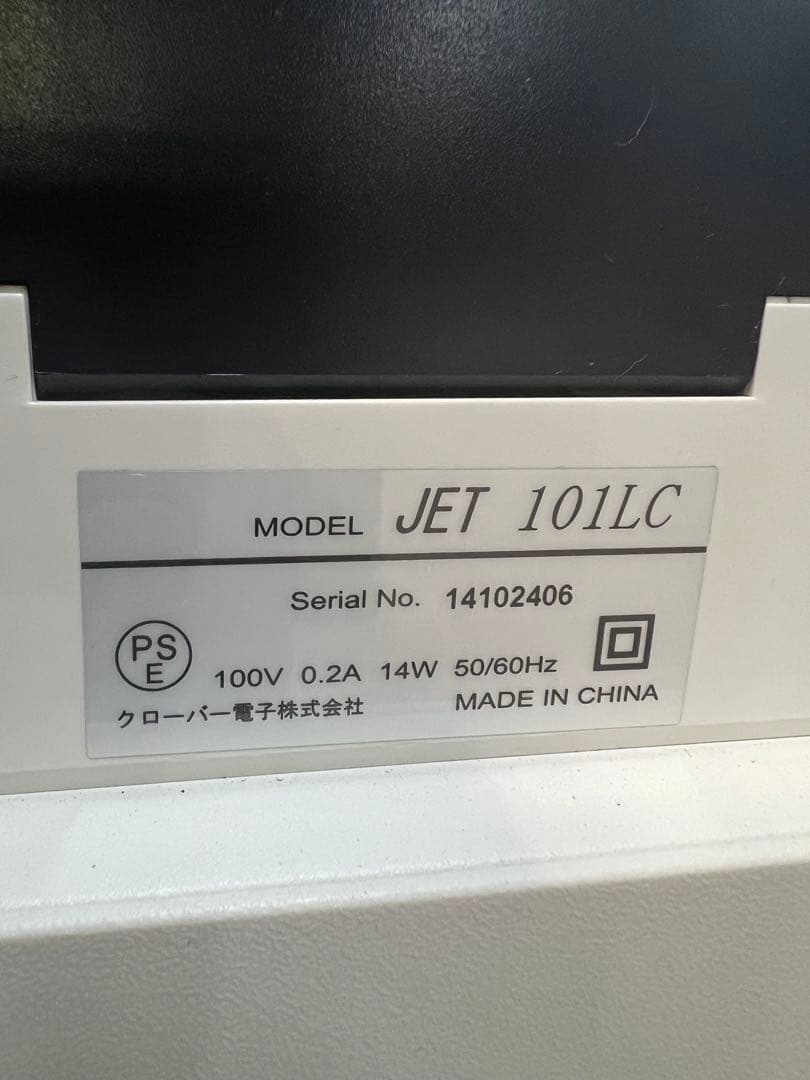 MODEL JET 101LC
Serial No. 14102406
PS
E
100V 0.2A 14W 50/60Hz
クローバー電子株式会社
MADE IN CHINA